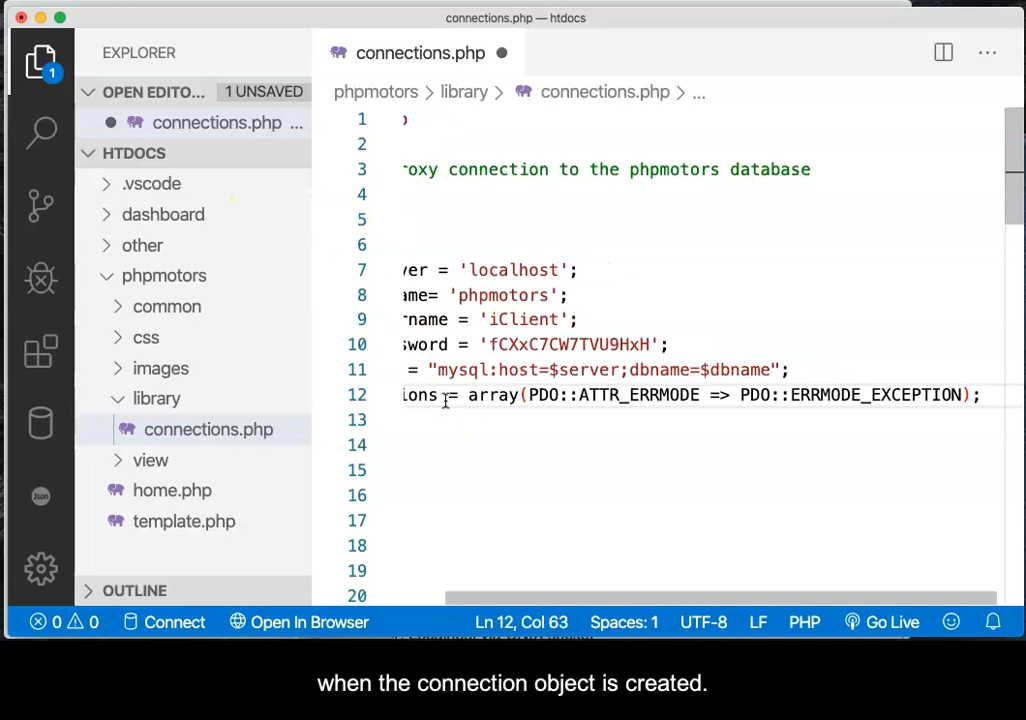 connections.php — htdocs
EXPLORER
connections.php
1
OPEN EDITO...
1 UNSAVED
phpmotors > library > connections.php > ...
connections.php ...
HTDOCS
.vscode
dashboard
other
phpmotors
common
css
images
library
connections.php
view
home.php
template.php
OUTLINE
1
2
3 roxy connection to the phpmotors database
4
5
6
7 ver = 'localhost';
8 ame= 'phpmotors';
9 rname = 'iClient';
10 sword = 'fCXxC7CW7TVU9HxH';
11 = "mysql:host=$server;dbname=$dbname";
12 ions = array(PDO::ATTR_ERRMODE => PDO::ERRMODE_EXCEPTION);
13
14
15
16
17
18
19
20
Json
0 0 Connect Open In Browser Ln 12, Col 63 Spaces: 1 UTF-8 LF PHP Go Live
when the connection object is created.